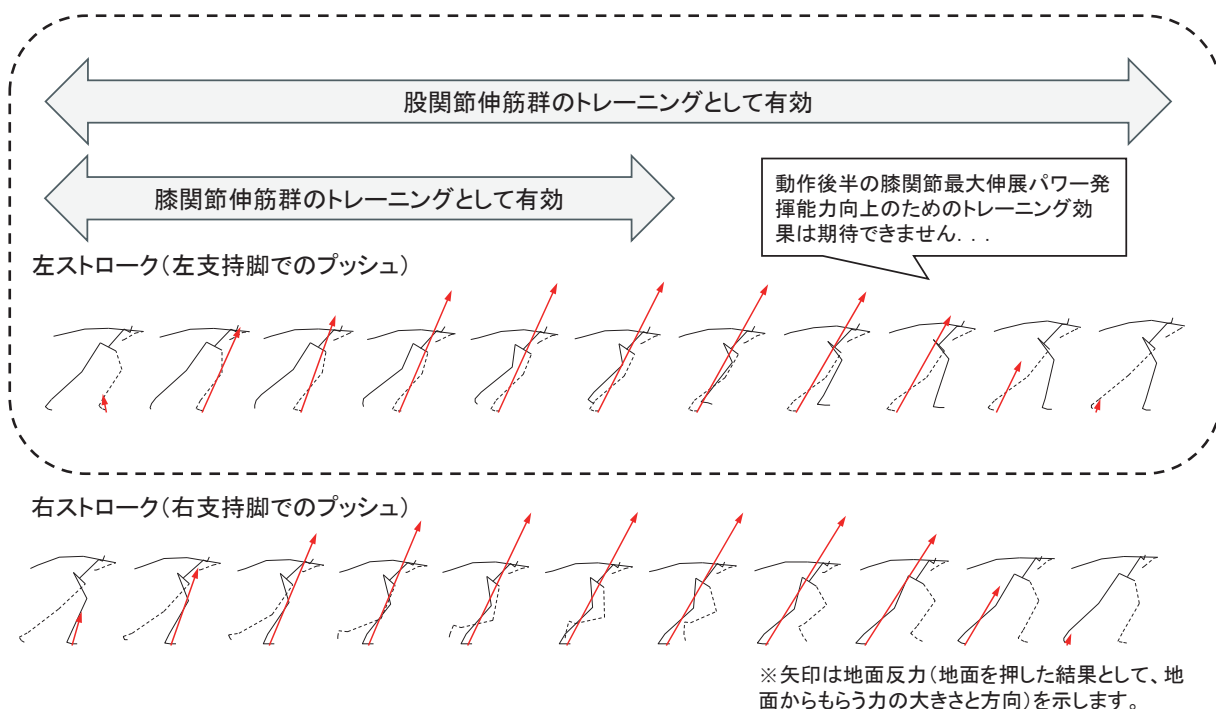 股関節伸筋群のトレーニングとして有効
膝関節伸筋群のトレーニングとして有効
動作後半の膝関節最大伸展パワー発
揮能力向上のためのトレーニング効
果は期待できません...
左ストローク（左支持脚でのプッシュ）
右ストローク（右支持脚でのプッシュ）
※矢印は地面反力（地面を押した結果として、地
面からもらう力の大きさと方向）を示します。